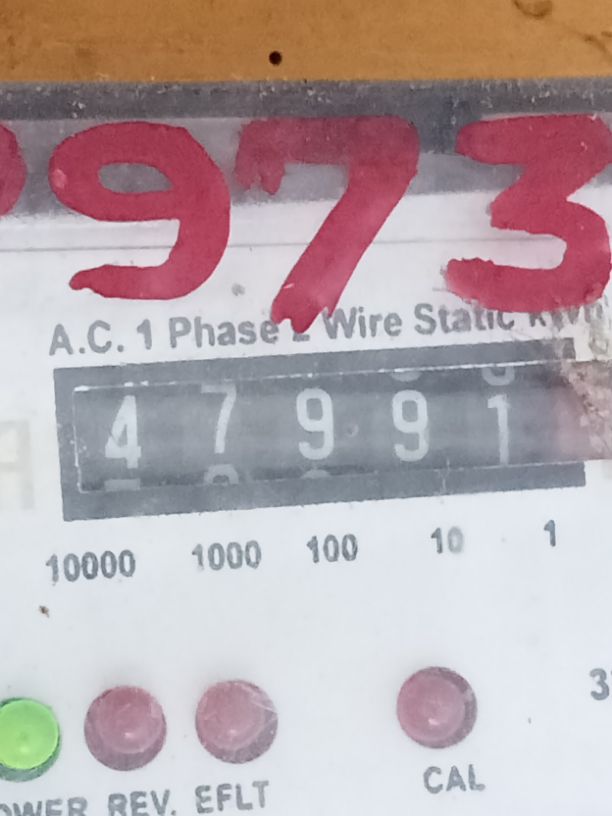 973
A.C. 1 Phase 2 Wire Static kWh
4 7 9 9 1
10000 1000 100 10 1
CAL
REV. EFLT